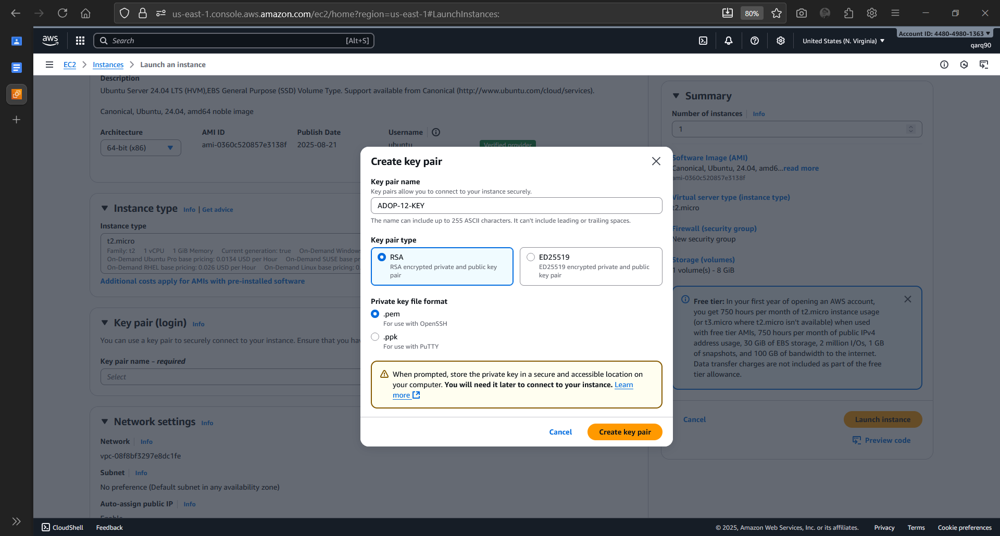 us-east-1.console.aws.amazon.com/ec2/home?region=us-east-1#LaunchInstances:
80%
aws
Search
[Alt+S]
United States (N. Virginia)
Account ID: 4480-4980-1363
qarq90
EC2
Instances
Launch an instance
Description
Ubuntu Server 24.04 LTS (HVM),EBS General Purpose (SSD) Volume Type. Support available from Canonical (http://www.ubuntu.com/cloud/services).
Canonical, Ubuntu, 24.04, amd64 noble image
Architecture
AMI ID
Publish Date
Username
64-bit (x86)
ami-0360c520857e3138f
2025-08-21
ubuntu
Verified provider
Instance type Info | Get advice
Instance type
t2.micro
Family: t2 1 vCPU 1 GiB Memory Current generation: true On-Demand Windows
On-Demand Ubuntu Pro base pricing: 0.0134 USD per Hour On-Demand SUSE base pr
On-Demand RHEL base pricing: 0.026 USD per Hour On-Demand Linux base pricing: 0.
Additional costs apply for AMIs with pre-installed software
Key pair (login) Info
You can use a key pair to securely connect to your instance. Ensure that you hav
Key pair name – required
Select
Network settings Info
Network Info
vpc-08f8bf3297e8dc1fe
Subnet Info
No preference (Default subnet in any availability zone)
Auto-assign public IP Info
Enable
Create key pair
Key pair name
Key pairs allow you to connect to your instance securely.
ADOP-12-KEY
The name can include up to 255 ASCII characters. It can't include leading or trailing spaces.
Key pair type
RSA
RSA encrypted private and public key
pair
ED25519
ED25519 encrypted private and public
key pair
Private key file format
.pem
For use with OpenSSH
.ppk
For use with PuTTY
When prompted, store the private key in a secure and accessible location on
your computer. You will need it later to connect to your instance. Learn
more
Cancel
Create key pair
Summary
Number of instances Info
1
Software Image (AMI)
Canonical, Ubuntu, 24.04, amd6...read more
ami-0360c520857e3138f
Virtual server type (instance type)
t2.micro
Firewall (security group)
New security group
Storage (volumes)
1 volume(s) - 8 GiB
Free tier: In your first year of opening an AWS account,
you get 750 hours per month of t2.micro instance usage
(or t3.micro where t2.micro isn't available) when used
with free tier AMIs, 750 hours per month of public IPv4
address usage, 30 GiB of EBS storage, 2 million I/Os, 1 GB
of snapshots, and 100 GB of bandwidth to the internet.
Data transfer charges are not included as part of the free
tier allowance.
Cancel
Launch instance
Preview code
CloudShell
Feedback
© 2025, Amazon Web Services, Inc. or its affiliates.
Privacy
Terms
Cookie preferences